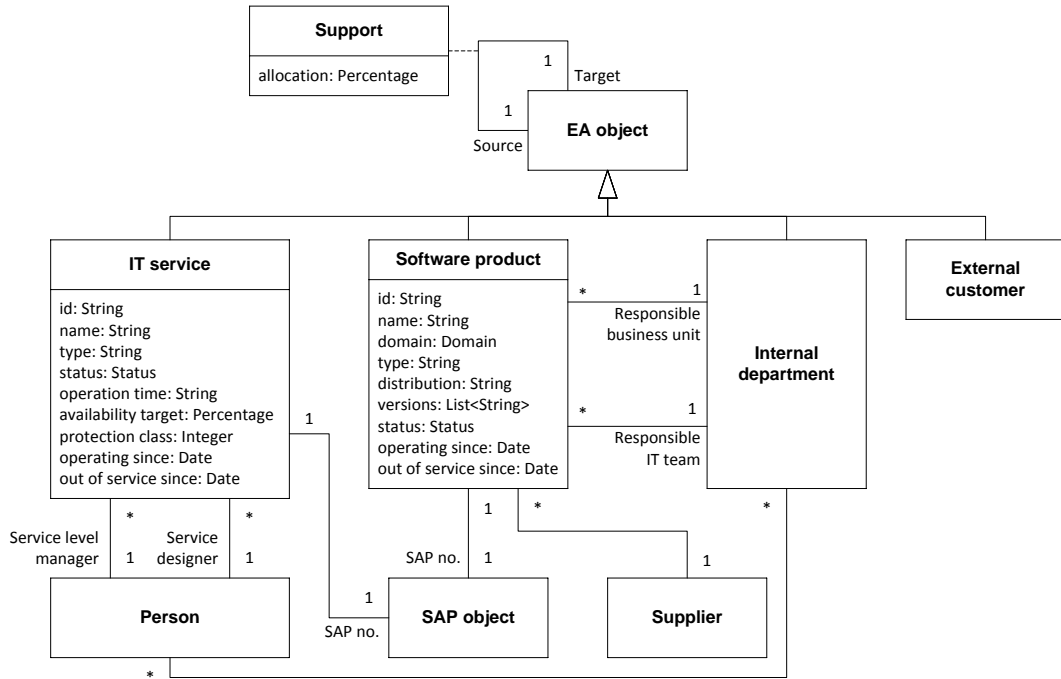 Support
allocation: Percentage
1
Target
1
EA object
Source
IT service
id: String
name: String
type: String
status: Status
operation time: String
availability target: Percentage
protection class: Integer
operating since: Date
out of service since: Date
Software product
id: String
name: String
domain: Domain
type: String
distribution: String
versions: List<String>
status: Status
operating since: Date
out of service since: Date
*
1
Responsible
business unit
*
1
Responsible
IT team
Internal
department
External
customer
1
*
*
1
*
*
Service level
manager
1
Service
designer
1
SAP no.
1
1
1
Person
SAP no.
SAP object
Supplier
*